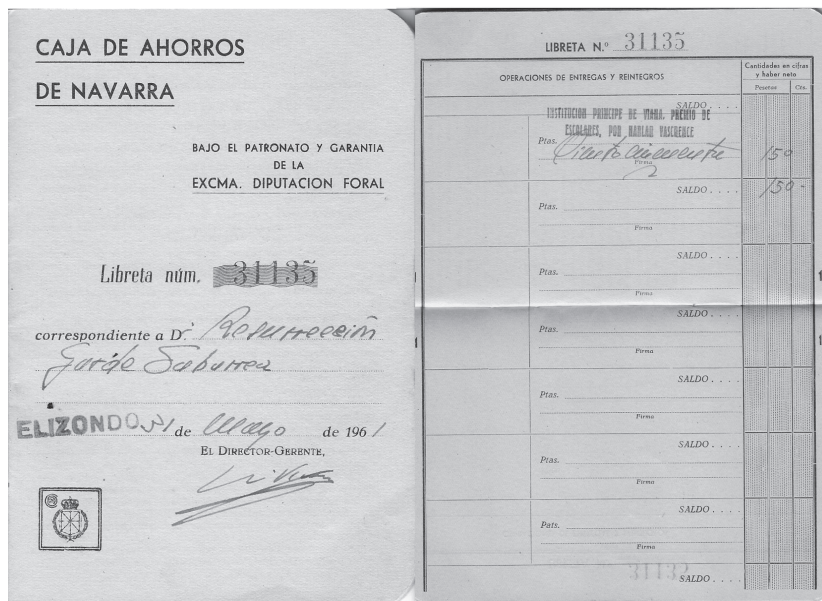 CAJA DE AHORROS
DE NAVARRA
BAJO EL PATRONATO Y GARANTIA
DE LA
EXCMA. DIPUTACION FORAL
Libreta núm. 31135
correspondiente a D.ª Resurrección
Garde
ELIZONDO 31 de Mayo de 1961
EL DIRECTOR-GERENTE,
LIBRETA N.º 31135
OPERACIONES DE ENTREGAS Y REINTEGROS
Cantidades en cifras
y haber neto
Pesetas Cts.
SALDO . . . .
INSTITUCION PRINCIPE DE VIANA. PREMIO DE
ESCOLARES, POR HABLAR VASCUENCE
Ptas. Ciento cincuenta 150
Firma
SALDO . . . . 150-
Ptas.
Firma
SALDO . . . .
Ptas.
Firma
SALDO . . . .
Ptas.
Firma
SALDO . . . .
Ptas.
Firma
SALDO . . . .
Ptas.
Firma
SALDO . . . .
Pats.
Firma
31135 SALDO . . . .